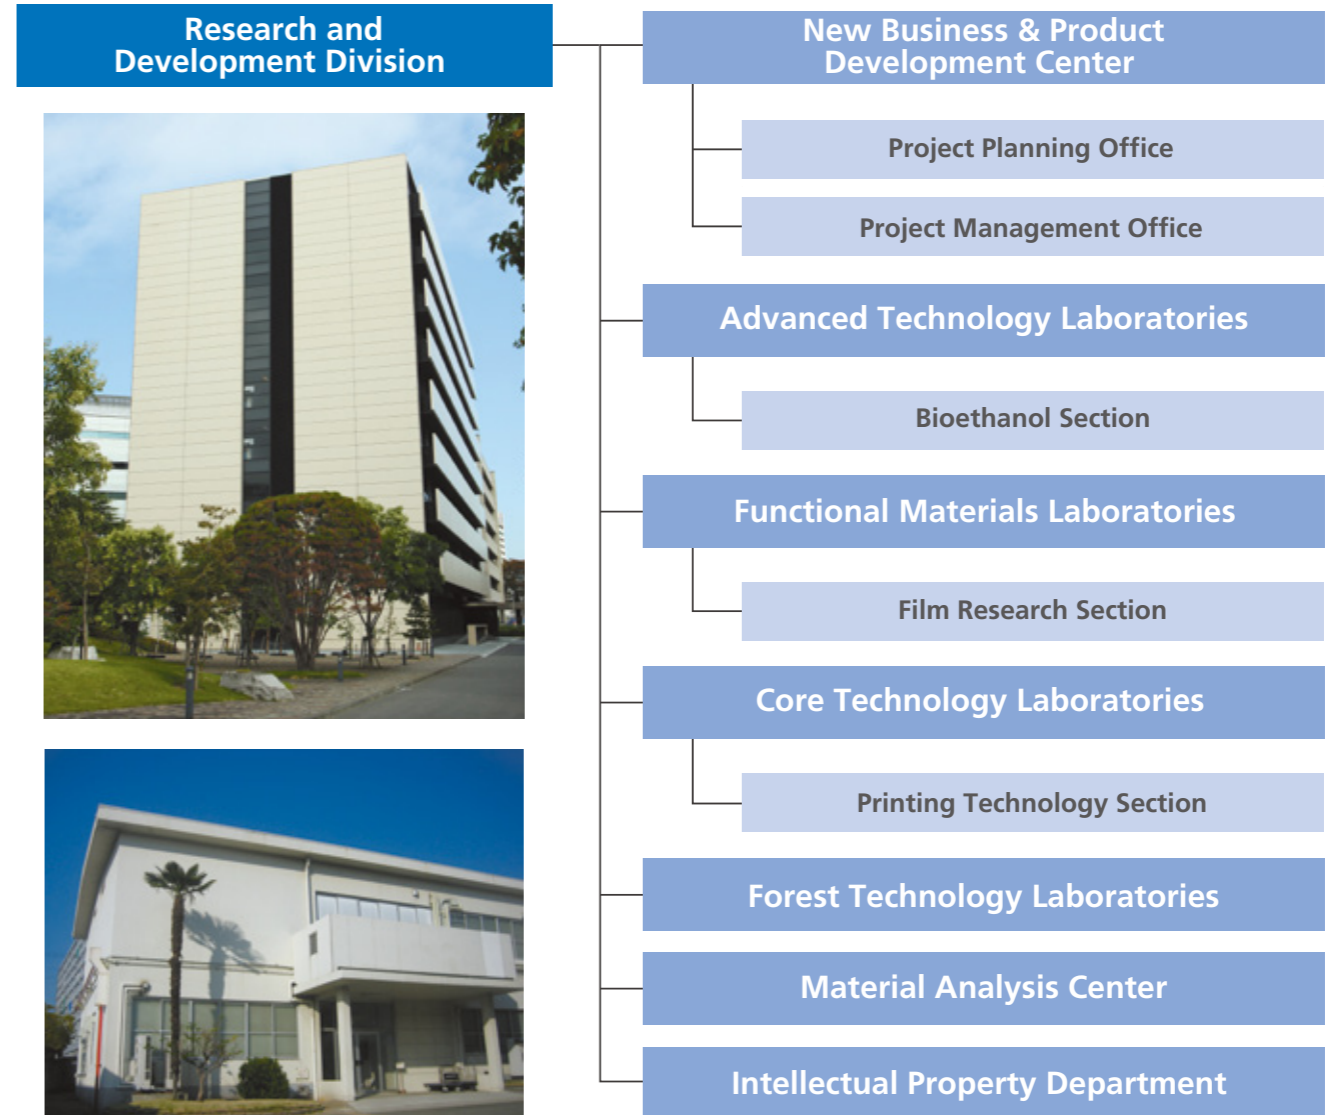 Research and
Development Division
New Business & Product
Development Center
Project Planning Office
Project Management Office
Advanced Technology Laboratories
Bioethanol Section
Functional Materials Laboratories
Film Research Section
Core Technology Laboratories
Printing Technology Section
Forest Technology Laboratories
Material Analysis Center
Intellectual Property Department